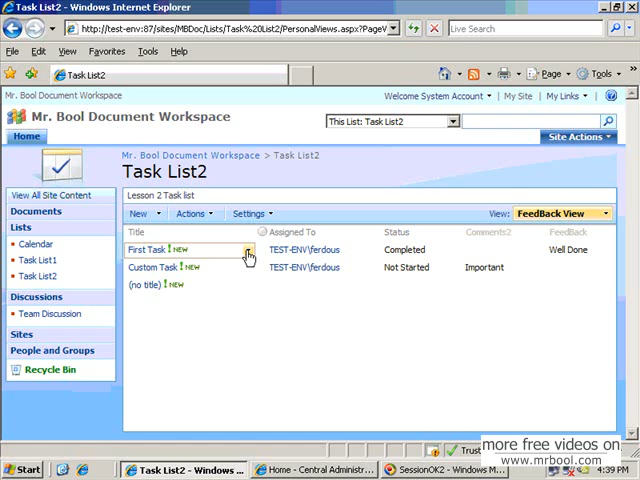 Task List2 - Windows Internet Explorer
http://test-env:87/sites/MBDoc/Lists/Task%20List2/PersonalViews.aspx?PageV
Live Search
File Edit View Favorites Tools Help
Task List2
Page Tools
Mr. Bool Document Workspace
Welcome System Account My Site My Links
Mr. Bool Document Workspace
This List: Task List2
Home
Site Actions
Mr. Bool Document Workspace > Task List2
Task List2
View All Site Content
Documents
Lists
Calendar
Task List1
Task List2
Discussions
Team Discussion
Sites
People and Groups
Recycle Bin
Lesson 2 Task list
New Actions Settings View: FeedBack View
Title Assigned To Status Comments2 FeedBack
First Task ! NEW TEST-ENV\ferdous Completed Well Done
Custom Task ! NEW TEST-ENV\ferdous Not Started Important
(no title) ! NEW
Trust
more free videos on
www.mrbool.com
Start Task List2 - Windows ... Home - Central Administr... SessionOK2 - Windows M... 4:39 PM